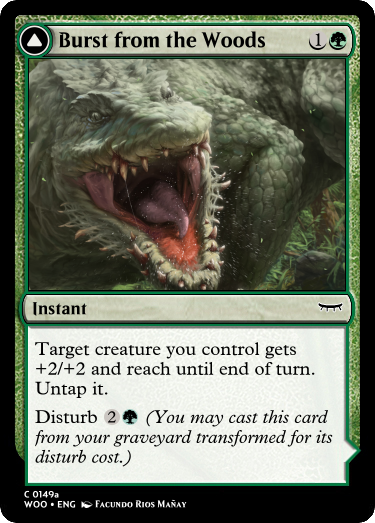 Burst from the Woods 1
Instant
Target creature you control gets
+2/+2 and reach until end of turn.
Untap it.
Disturb 2 (You may cast this card
from your graveyard transformed for its
disturb cost.)
C 0149a
WOO • ENG Facundo Rios Mañay